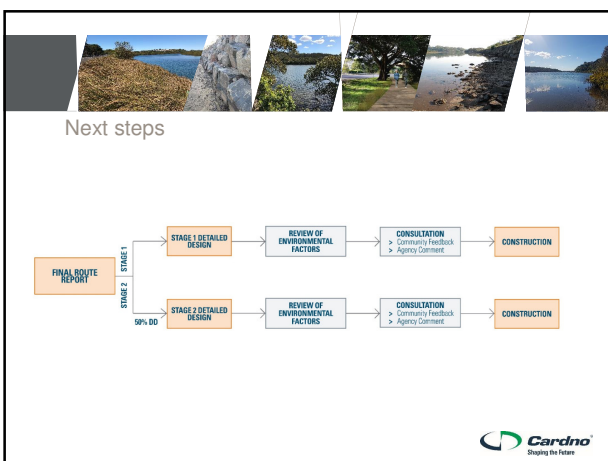 Next steps
FINAL ROUTE
REPORT
STAGE 1
STAGE 1 DETAILED
DESIGN
REVIEW OF
ENVIRONMENTAL
FACTORS
CONSULTATION
> Community Feedback
> Agency Comment
CONSTRUCTION
STAGE 2
50% DD
STAGE 2 DETAILED
DESIGN
REVIEW OF
ENVIRONMENTAL
FACTORS
CONSULTATION
> Community Feedback
> Agency Comment
CONSTRUCTION
Cardno™
Shaping the Future